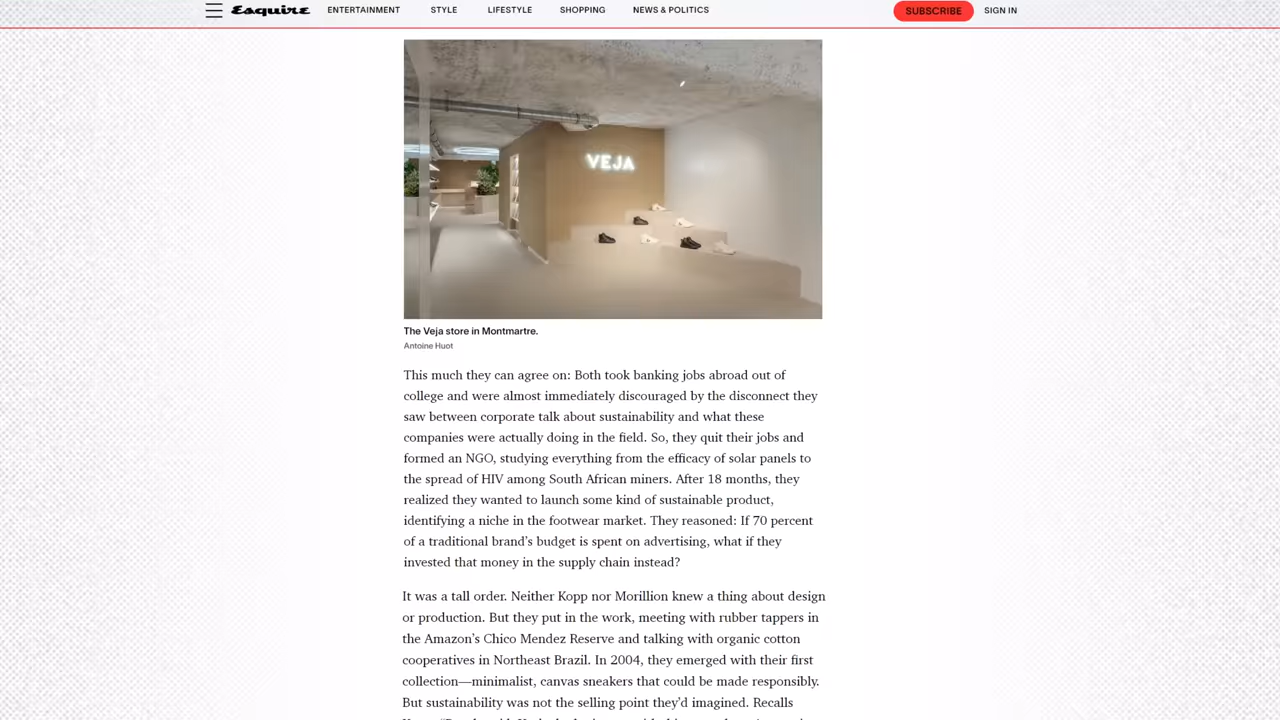 Esquire ENTERTAINMENT STYLE LIFESTYLE SHOPPING NEWS & POLITICS SUBSCRIBE SIGN IN
VEJA
The Veja store in Montmartre.
Antoine Huot
This much they can agree on: Both took banking jobs abroad out of
college and were almost immediately discouraged by the disconnect they
saw between corporate talk about sustainability and what these
companies were actually doing in the field. So, they quit their jobs and
formed an NGO, studying everything from the efficacy of solar panels to
the spread of HIV among South African miners. After 18 months, they
realized they wanted to launch some kind of sustainable product,
identifying a niche in the footwear market. They reasoned: If 70 percent
of a traditional brand’s budget is spent on advertising, what if they
invested that money in the supply chain instead?
It was a tall order. Neither Kopp nor Morillion knew a thing about design
or production. But they put in the work, meeting with rubber tappers in
the Amazon’s Chico Mendez Reserve and talking with organic cotton
cooperatives in Northeast Brazil. In 2004, they emerged with their first
collection—minimalist, canvas sneakers that could be made responsibly.
But sustainability was not the selling point they’d imagined. Recalls